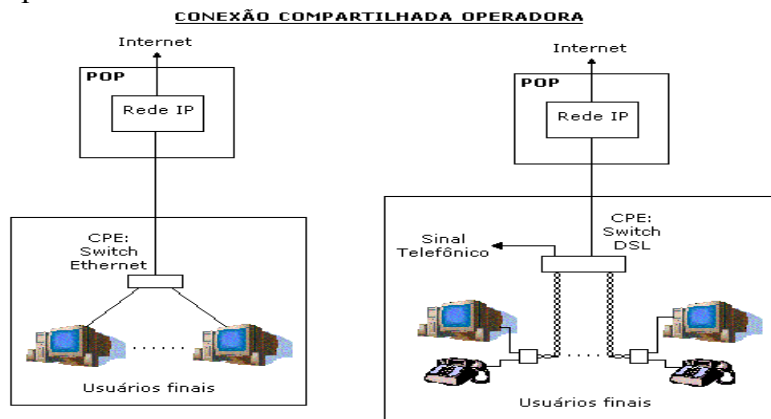 CONEXÃO COMPARTILHADA OPERADORA
Internet
POP
Rede IP
CPE:
Switch
Ethernet
. . . . . .
Usuários finais
Internet
POP
Rede IP
CPE:
Switch
DSL
Sinal
Telefônico
. . . . .
Usuários finais